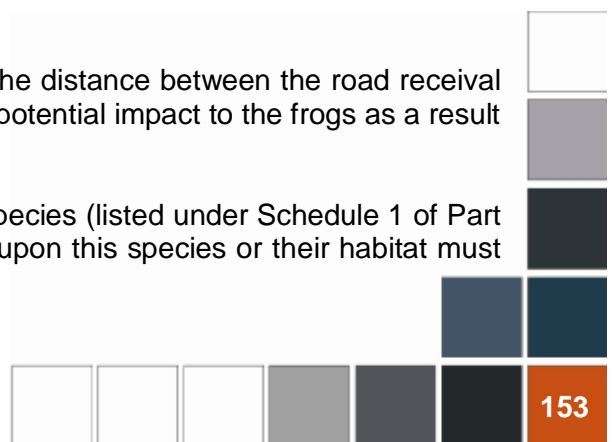 he distance between the road receival
potential impact to the frogs as a result
pecies (listed under Schedule 1 of Part
upon this species or their habitat must
153